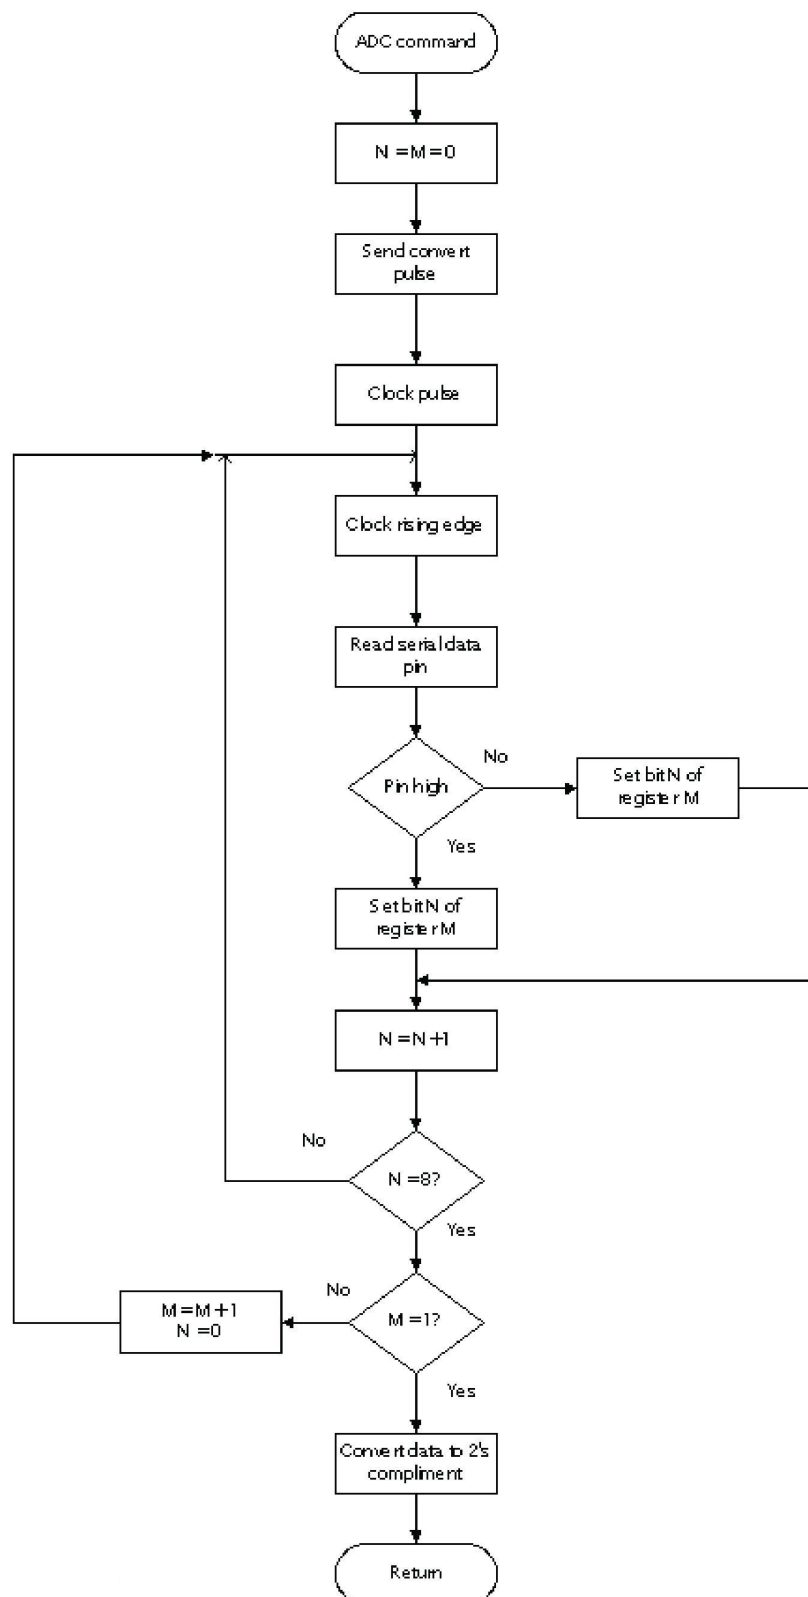 ADC command
N = M = 0
Send convert
pulse
Clock pulse
Clock rising edge
Read serial data
pin
Pin high
No
Set bit N of
register M
Yes
Set bit N of
register M
N = N + 1
No
N = 8?
Yes
No
M = M + 1
N = 0
M = 1?
Yes
Convert data to 2's
compliment
Return